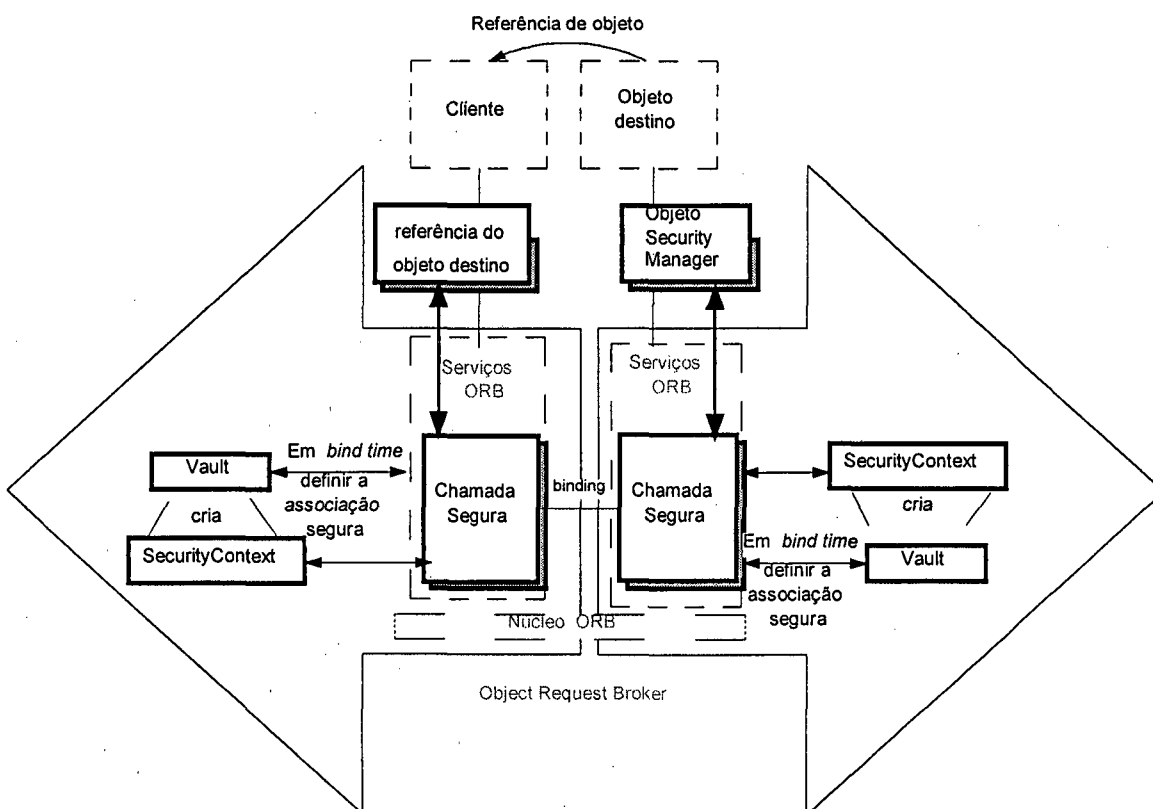 Referência de objeto
Cliente
Objeto
destino
referência do
objeto destino
Objeto
Security
Manager
Serviços
ORB
Serviços
ORB
Vault
Em bind time
definir a
associação
segura
cria
SecurityContext
Chamada
Segura
binding
Chamada
Segura
SecurityContext
cria
Em bind time
definir a
associação
segura
Vault
Núcleo ORB
Object Request Broker